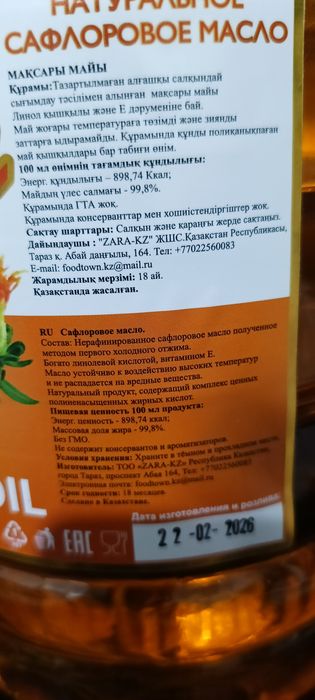 НАТУРАЛЬНОЕ
САФЛОРОВОЕ МАСЛО
МАҚСАРЫ МАЙЫ
Құрамы:Тазартылмаған алғашқы салқындай
сығымдау тәсілімен алынған мақсары майы
Линол қышқылы және Е дәруменіне бай.
Май жоғары температураға төзімді және зиянды
заттарға ыдырамайды. Құрамында құнды полиқанықпаған
май қышқылдары бар табиғи өнім.
100 мл өнімнің тағамдық құндылығы:
Энерг. құндылығы – 898,74 Ккал;
Майдың үлес салмағы - 99,8%.
Құрамында ГТА жоқ.
Құрамында консерванттар мен хошиістендіргіштер жоқ.
Сақтау шарттары: Салқын және қараңғы жерде сақтаңыз.
Дайындаушы : "ZARA-KZ" ЖШС.Қазақстан Республикасы,
Тараз қ. Абай даңғылы, 164. Тел: +77022560083
E-mail: foodtown.kz@mail.ru
Жарамдылық мерзімі: 18 ай.
Қазақстанда жасалған.
RU Сафлоровое масло.
Состав: Нерафинированное сафлоровое масло полученное
методом первого холодного отжима.
Богато линолевой кислотой, витамином Е.
Масло устойчиво к воздействию высоких температур
и не распадается на вредные вещества.
Натуральный продукт, содержащий комплекс ценных
полиненасыщенных жирных кислот.
Пищевая ценность 100 мл продукта:
Энерг. ценность - 898,74 ккал;
Массовая доля жира - 99,8%.
Без ГМО.
Не содержит консервантов и ароматизаторов.
Условия хранения: Храните в тёмном и прохладном месте.
Изготовитель: ТОО «ZARA-KZ» Республика Казахстан,
город Тараз, проспект Абая 164, Тел: +77022560083
Электронная почта: foodtown.kz@mail.ru
Срок годности: 18 месяцев
Сделано в Казахстане.
OIL
EAC
Дата изготовления и розлива:
22 -02- 2026